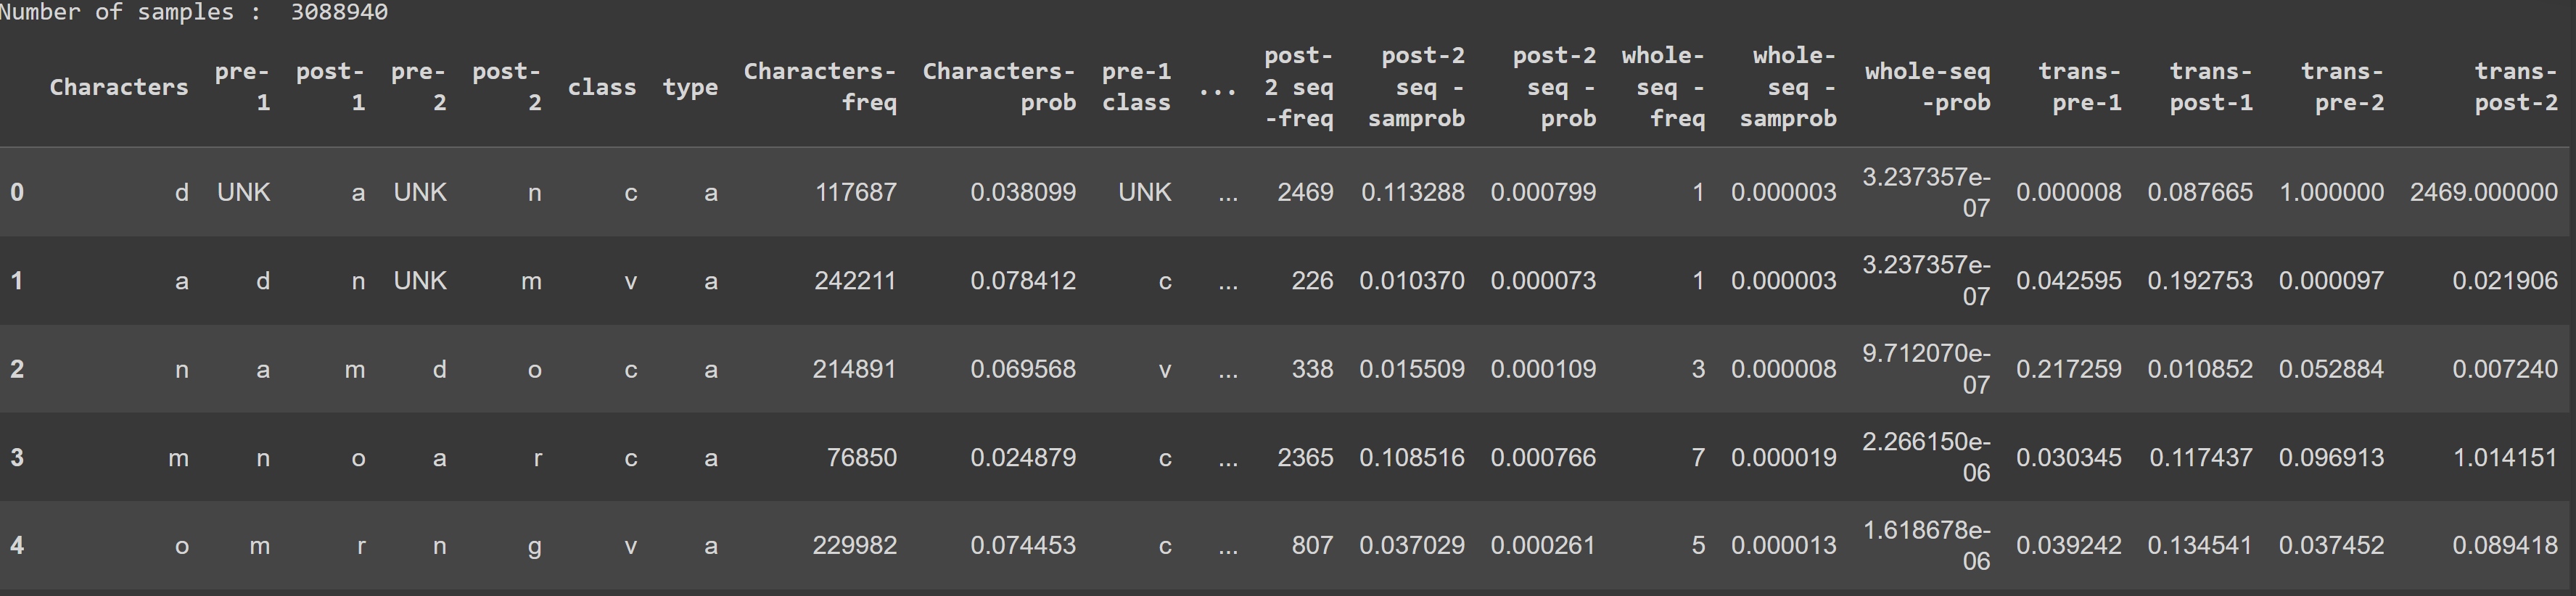 Number of samples :  3088940
Characters pre-1 post-1 pre-2 post-2 class type Characters-freq Characters-prob pre-1 class ... post-2 seq -freq post-2 seq - samprob post-2 seq - prob whole-seq - freq whole-seq - samprob whole-seq -prob trans-pre-1 trans-post-1 trans-pre-2 trans-post-2
0 d UNK a UNK n c a 117687 0.038099 UNK ... 2469 0.113288 0.000799 1 0.000003 3.237357e-07 0.000008 0.087665 1.000000 2469.000000
1 a d n UNK m v a 242211 0.078412 c ... 226 0.010370 0.000073 1 0.000003 3.237357e-07 0.042595 0.192753 0.000097 0.021906
2 n a m d o c a 214891 0.069568 v ... 338 0.015509 0.000109 3 0.000008 9.712070e-07 0.217259 0.010852 0.052884 0.007240
3 m n o a r c a 76850 0.024879 c ... 2365 0.108516 0.000766 7 0.000019 2.266150e-06 0.030345 0.117437 0.096913 1.014151
4 o m r n g v a 229982 0.074453 c ... 807 0.037029 0.000261 5 0.000013 1.618678e-06 0.039242 0.134541 0.037452 0.089418